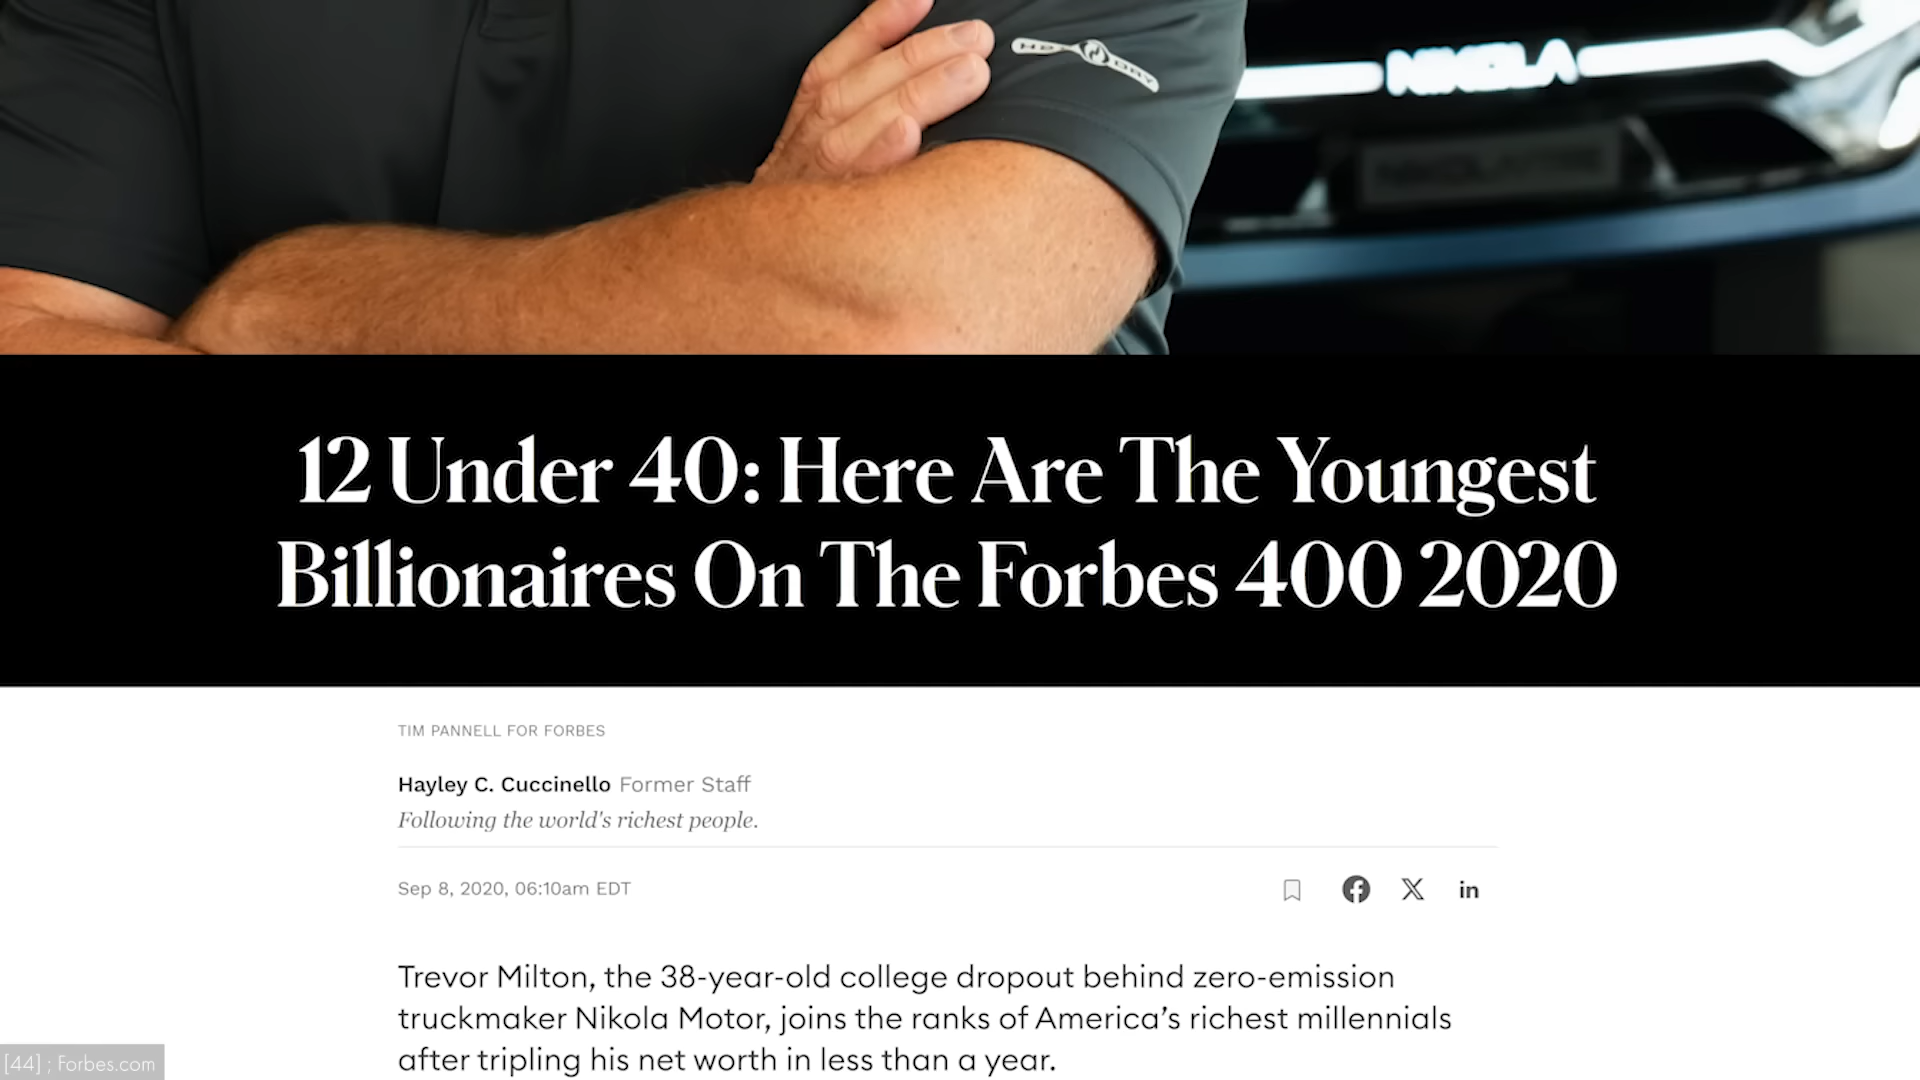 NIKOLA
12 Under 40: Here Are The Youngest
Billionaires On The Forbes 400 2020
TIM PANNELL FOR FORBES
Hayley C. Cuccinello Former Staff
Following the world's richest people.
Sep 8, 2020, 06:10am EDT
Trevor Milton, the 38-year-old college dropout behind zero-emission
truckmaker Nikola Motor, joins the ranks of America’s richest millennials
after tripling his net worth in less than a year.
[44] ; Forbes.com